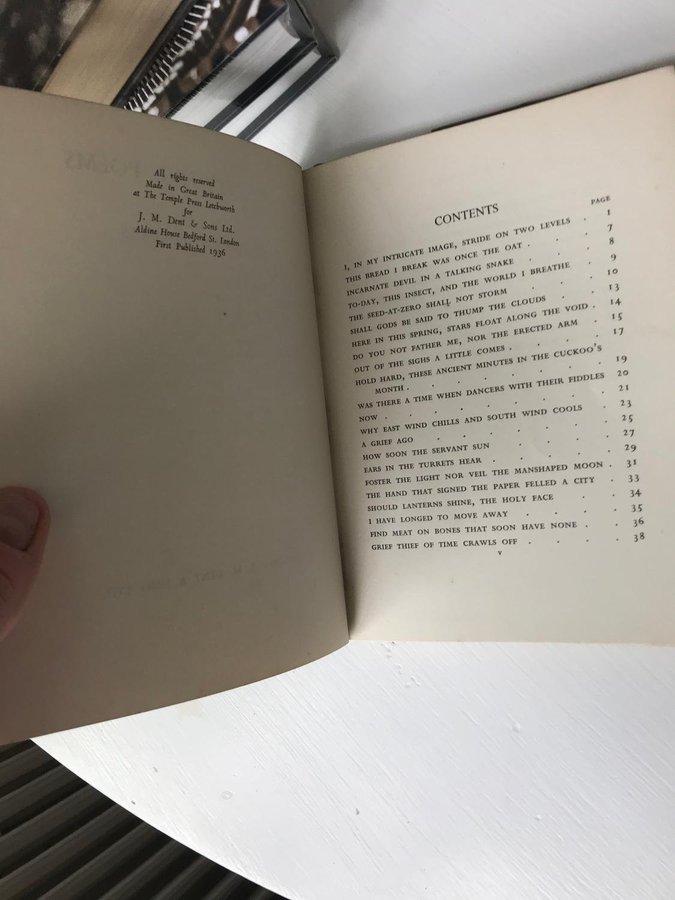 All rights reserved
Made in Great Britain
at The Temple Press Letchworth
for
J. M. Dent & Sons Ltd.
Aldine House Bedford St. London
First Published 1936
CONTENTS
PAGE
I, IN MY INTRICATE IMAGE, STRIDE ON TWO LEVELS . 1
THIS BREAD I BREAK WAS ONCE THE OAT . . 7
INCARNATE DEVIL IN A TALKING SNAKE . . 8
TO-DAY, THIS INSECT, AND THE WORLD I BREATHE . 9
THE SEED-AT-ZERO SHALL NOT STORM . . 10
SHALL GODS BE SAID TO THUMP THE CLOUDS . . 13
HERE IN THIS SPRING, STARS FLOAT ALONG THE VOID . 14
DO YOU NOT FATHER ME, NOR THE ERECTED ARM . 15
OUT OF THE SIGHS A LITTLE COMES . . . . 17
HOLD HARD, THESE ANCIENT MINUTES IN THE CUCKOO'S
MONTH . . . . . . 19
WAS THERE A TIME WHEN DANCERS WITH THEIR FIDDLES 20
NOW . . . . . . . 21
WHY EAST WIND CHILLS AND SOUTH WIND COOLS . 23
A GRIEF AGO . . . . . 25
HOW SOON THE SERVANT SUN . . . 27
EARS IN THE TURRETS HEAR . . . . 29
FOSTER THE LIGHT NOR VEIL THE MANSHAPED MOON . 31
THE HAND THAT SIGNED THE PAPER FELLED A CITY . 33
SHOULD LANTERNS SHINE, THE HOLY FACE . . 34
I HAVE LONGED TO MOVE AWAY . . . 35
FIND MEAT ON BONES THAT SOON HAVE NONE . . 36
GRIEF THIEF OF TIME CRAWLS OFF . . . . 38
v